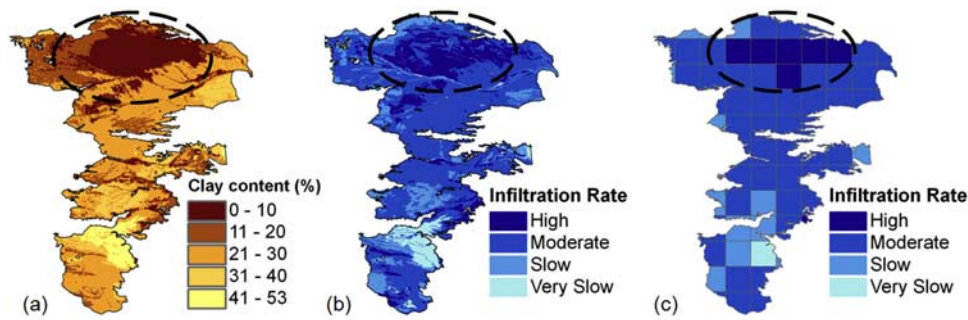 Clay content (%)
0 - 10
11 - 20
21 - 30
31 - 40
41 - 53
(a)
Infiltration Rate
High
Moderate
Slow
Very Slow
(b)
Infiltration Rate
High
Moderate
Slow
Very Slow
(c)